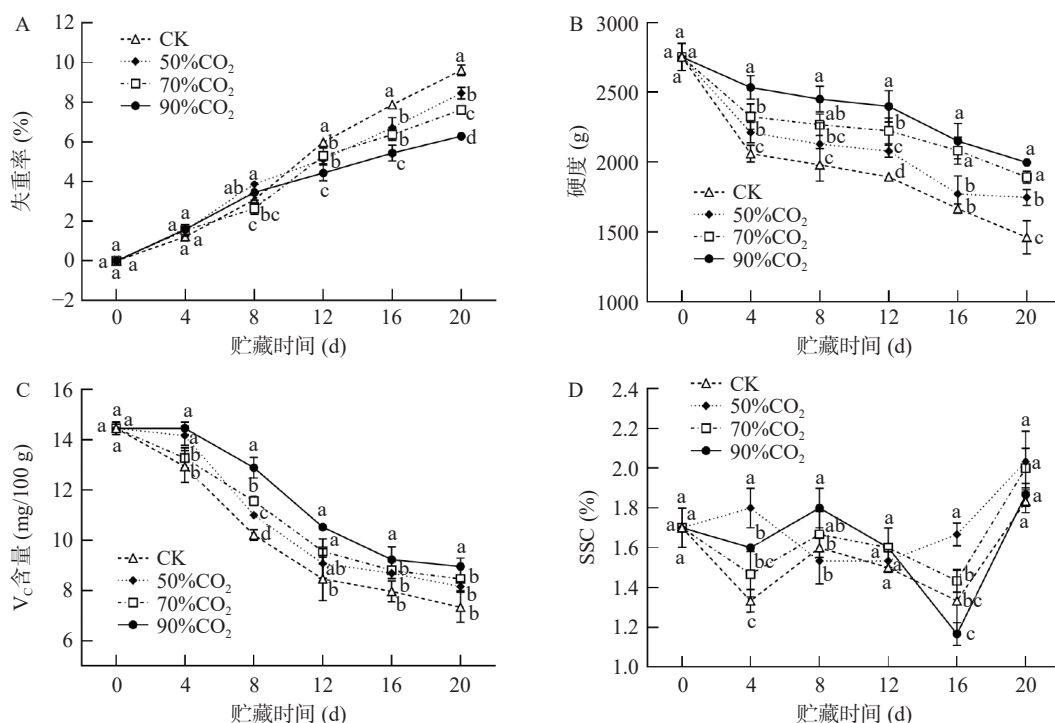 A
12
10
8
6
4
2
0
−2
失重率 (%)
CK
50%CO₂
70%CO₂
90%CO₂
a
a
a
a
a
a
a
a
ab
bc
c
a
b
b
c
a
b
b
c
a
b
c
d
0 4 8 12 16 20
贮藏时间 (d)
B
3000
2500
2000
1500
1000
硬度 (g)
CK
50%CO₂
70%CO₂
90%CO₂
a
a
a
a
a
b
c
c
a
ab
bc
c
a
b
c
d
a
a
b
b
a
a
b
c
0 4 8 12 16 20
贮藏时间 (d)
C
16
14
12
10
8
6
V_C含量 (mg/100 g)
CK
50%CO₂
70%CO₂
90%CO₂
a
a
a
a
a
a
b
b
a
b
c
d
a
a
ab
b
a
b
b
b
a
b
b
b
0 4 8 12 16 20
贮藏时间 (d)
D
2.4
2.2
2.0
1.8
1.6
1.4
1.2
1.0
SSC (%)
CK
50%CO₂
70%CO₂
90%CO₂
a
a
a
a
a
b
bc
c
a
ab
b
b
a
a
a
a
a
b
bc
c
a
a
a
a
0 4 8 12 16 20
贮藏时间 (d)